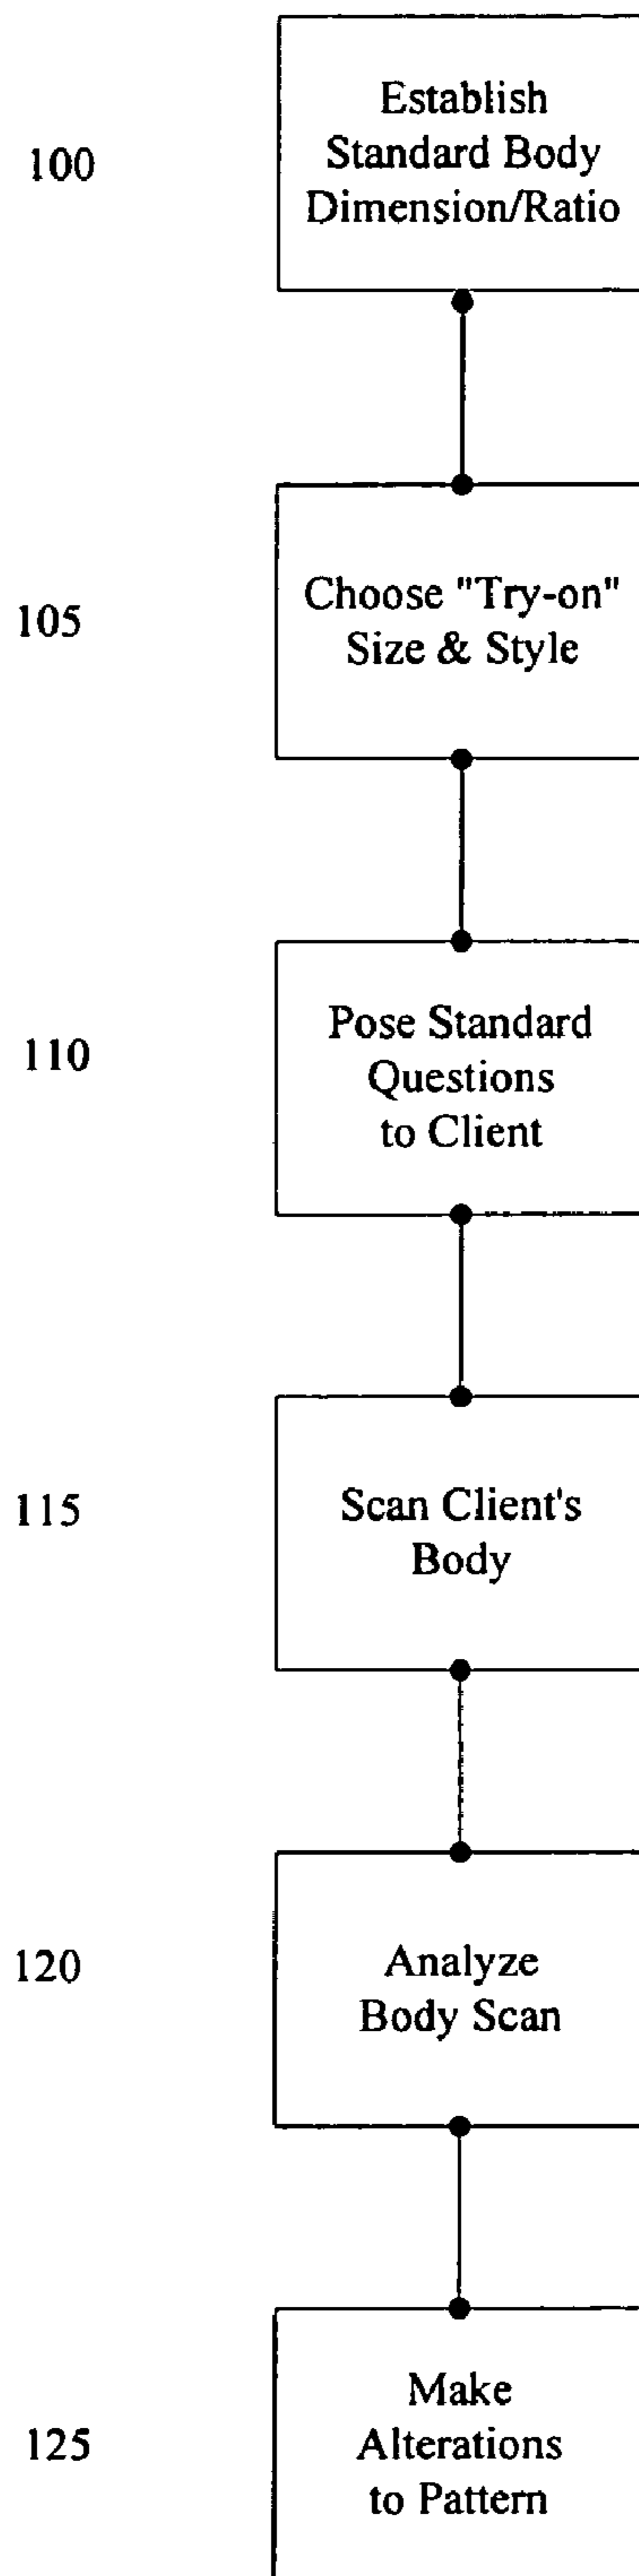 100
Establish
Standard Body
Dimension/Ratio
105
Choose "Try-on"
Size & Style
110
Pose Standard
Questions
to Client
115
Scan Client's
Body
120
Analyze
Body Scan
125
Make
Alterations
to Pattern